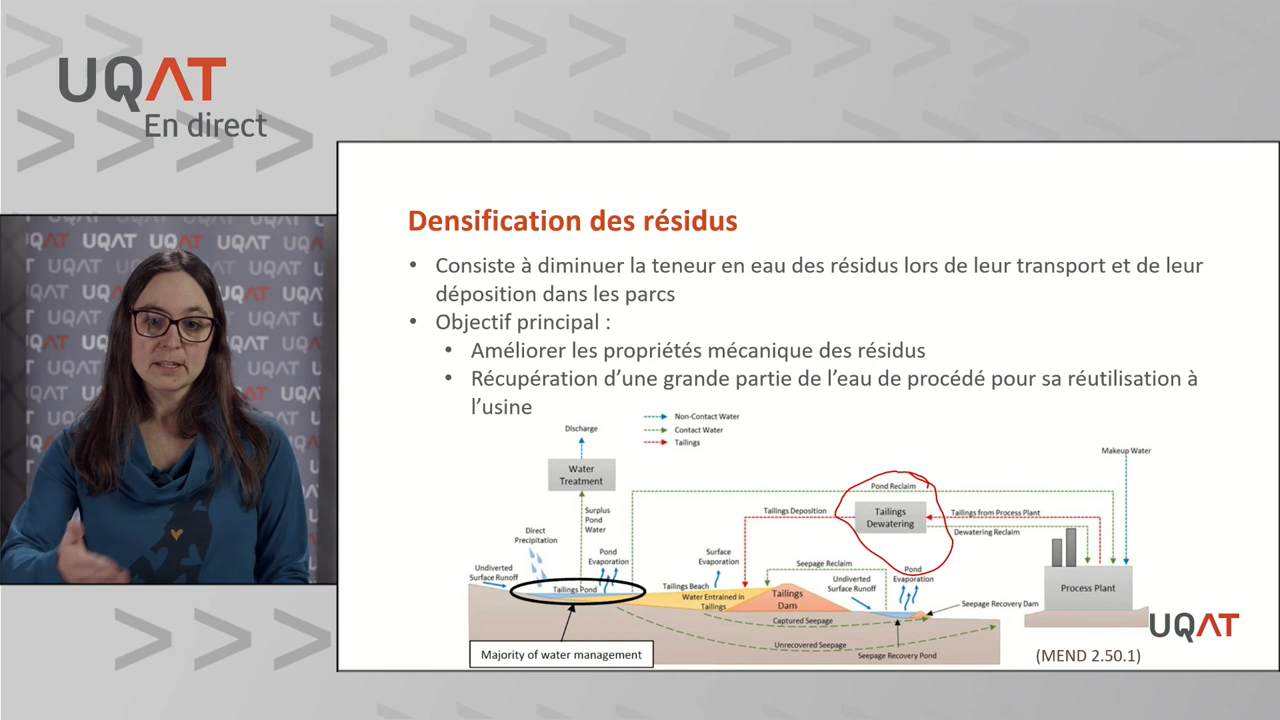 UQAT
En direct
Densification des résidus
• Consiste à diminuer la teneur en eau des résidus lors de leur transport et de leur
déposition dans les parcs
• Objectif principal :
• Améliorer les propriétés mécanique des résidus
• Récupération d'une grande partie de l'eau de procédé pour sa réutilisation à
l'usine
Non-Contact Water
Contact Water
Tailings
Discharge
Water
Treatment
Surplus
Pond
Water
Direct
Precipitation
Pond
Evaporation
Undiverted
Surface Runoff
Tailings Pond
Majority of water management
Surface
Evaporation
Tailings Beach
Water Entrained in
Tailings
Tailings
Dam
Tailings Deposition
Pond Reclaim
Tailings
Dewatering
Tailings from Process Plant
Dewatering Reclaim
Makeup Water
Seepage Reclaim
Undiverted
Surface Runoff
Pond
Evaporation
Process Plant
Seepage Recovery Dam
Captured Seepage
Unrecovered Seepage
Seepage Recovery Pond
UQAT
(MEND 2.50.1)
UQAT UQAT UQAT UQAT